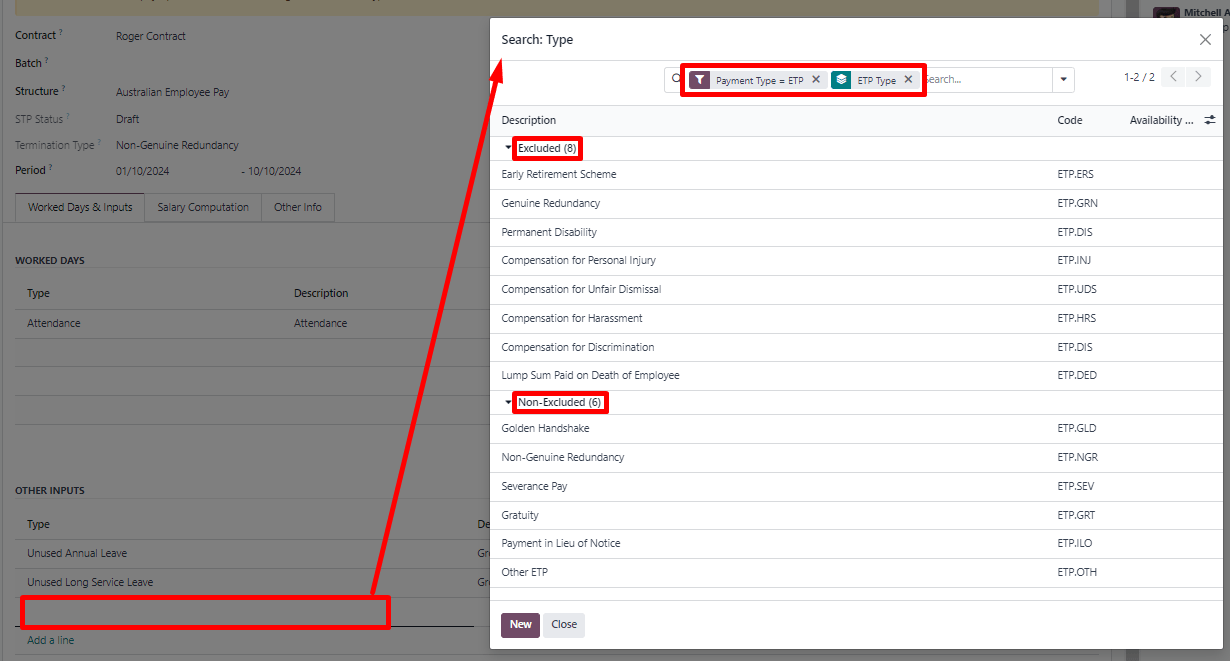 Contract ?
Roger Contract
Batch ?
Structure ?
Australian Employee Pay
STP Status ?
Draft
Termination Type ?
Non-Genuine Redundancy
Period ?
01/10/2024 - 10/10/2024
Worked Days & Inputs
Salary Computation
Other Info
WORKED DAYS
Type Description
Attendance Attendance
OTHER INPUTS
Type De
Unused Annual Leave Gr
Unused Long Service Leave Gr
Add a line
Mitchell A
Search: Type
Payment Type = ETP
ETP Type
earch...
1-2 / 2
Description Code Availability ...
Excluded (8)
Early Retirement Scheme ETP.ERS
Genuine Redundancy ETP.GRN
Permanent Disability ETP.DIS
Compensation for Personal Injury ETP.INJ
Compensation for Unfair Dismissal ETP.UDS
Compensation for Harassment ETP.HRS
Compensation for Discrimination ETP.DIS
Lump Sum Paid on Death of Employee ETP.DED
Non-Excluded (6)
Golden Handshake ETP.GLD
Non-Genuine Redundancy ETP.NGR
Severance Pay ETP.SEV
Gratuity ETP.GRT
Payment in Lieu of Notice ETP.ILO
Other ETP ETP.OTH
New Close